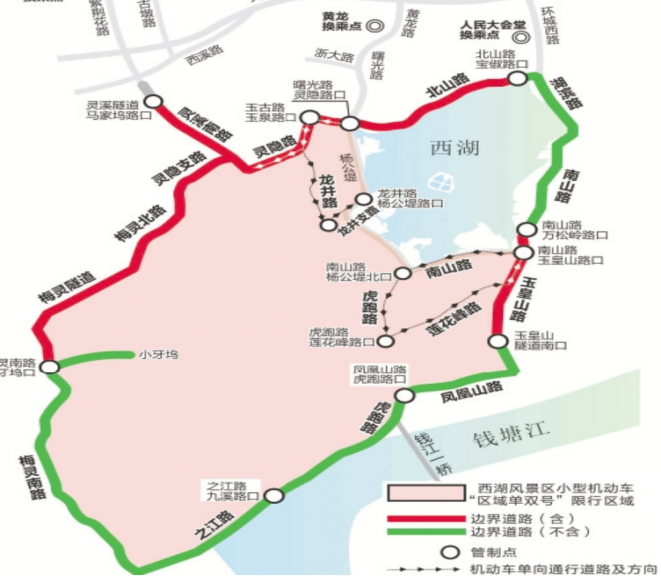 换乘点
紫荆花路
古墩路
西溪路
黄龙
换乘点
黄龙路
浙大路
曙光路
人民大会堂
换乘点
环城西路
北山路
宝俶路口
湖滨路
灵溪隧道
马家坞路口
灵溪南路
玉古路
玉泉路口
曙光路
灵隐路口
北山路
西湖
灵隐路
灵隐支路
杨公堤
龙井路
龙井路
杨公堤路口
龙井支路
南山路
南山路
万松岭路口
南山路
玉皇山路口
梅灵北路
南山路
杨公堤北口
南山路
玉皇山路
虎跑路
莲花峰路
梅灵隧道
虎跑路
莲花峰路口
玉皇山
隧道南口
灵南路
牙坞口
小牙坞
凤凰山路
虎跑路口
凤凰山路
虎跑路
钱江一桥
钱塘江
梅灵南路
之江路
九溪路口
之江路
西湖风景区小型机动车
“区域单双号”限行区域
边界道路（含）
边界道路（不含）
管制点
机动车单向通行道路及方向